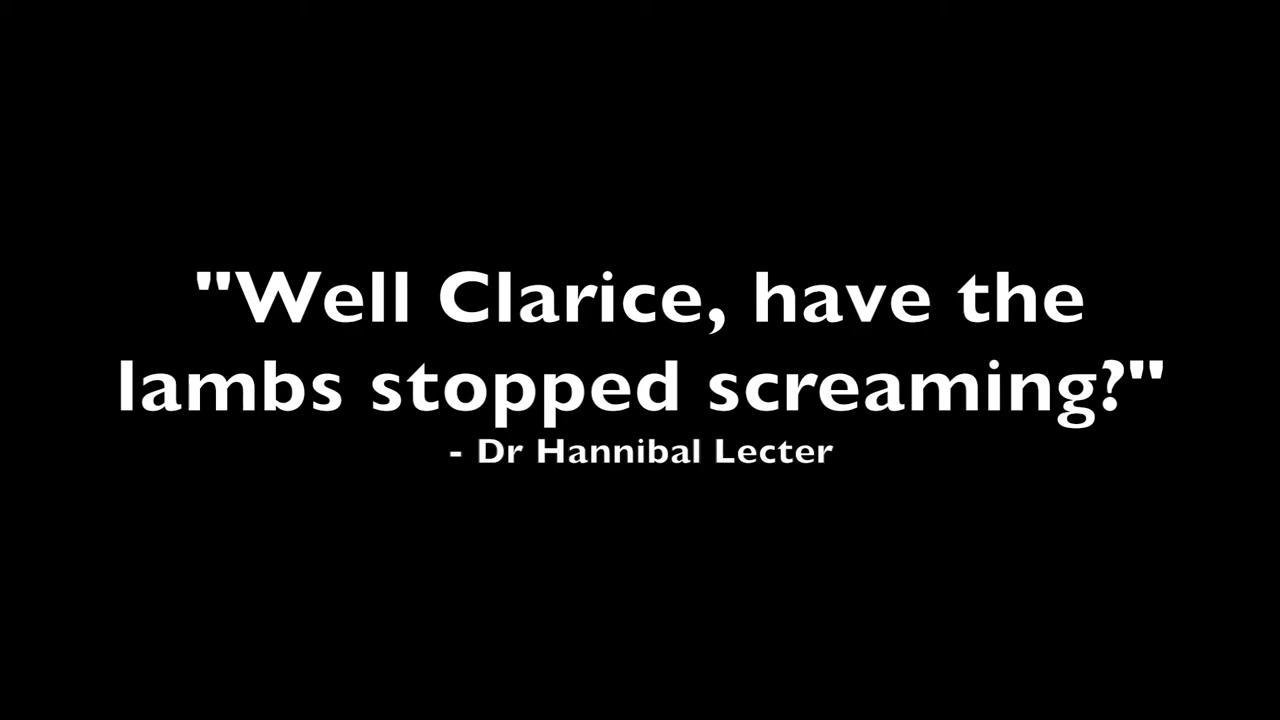 "Well Clarice, have the
lambs stopped screaming?"
- Dr Hannibal Lecter